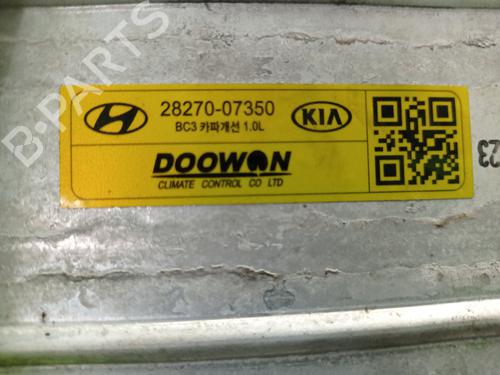 B-PARTS
28270-07350
BC3 카파개선 1.0L
KIA
DOOWON
CLIMATE CONTROL CO LTD
23